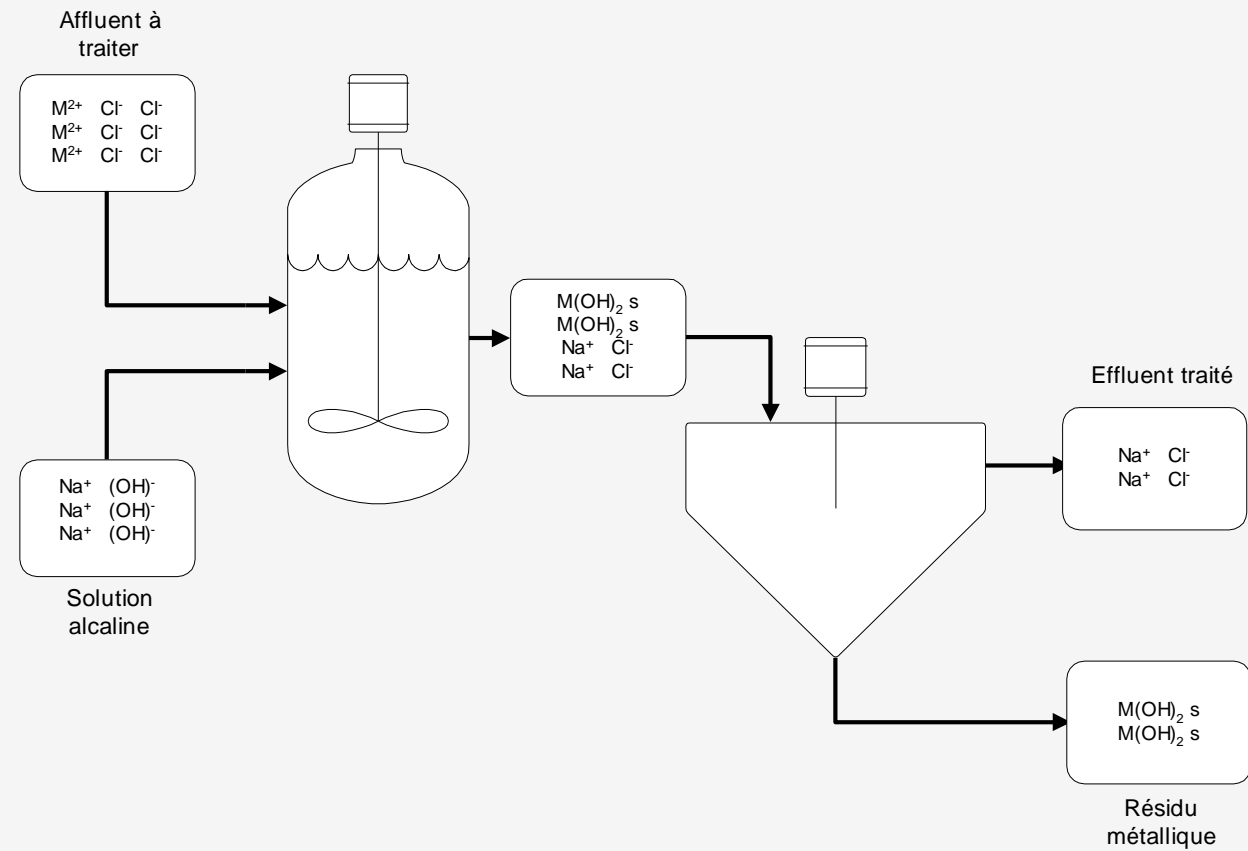 Affluent à
traiter
M²⁺ Cl⁻ Cl⁻
M²⁺ Cl⁻ Cl⁻
M²⁺ Cl⁻ Cl⁻
Na⁺ (OH)⁻
Na⁺ (OH)⁻
Na⁺ (OH)⁻
Solution
alcaline
M(OH)₂ s
M(OH)₂ s
Na⁺ Cl⁻
Na⁺ Cl⁻
Effluent traité
Na⁺ Cl⁻
Na⁺ Cl⁻
M(OH)₂ s
M(OH)₂ s
Résidu
métallique